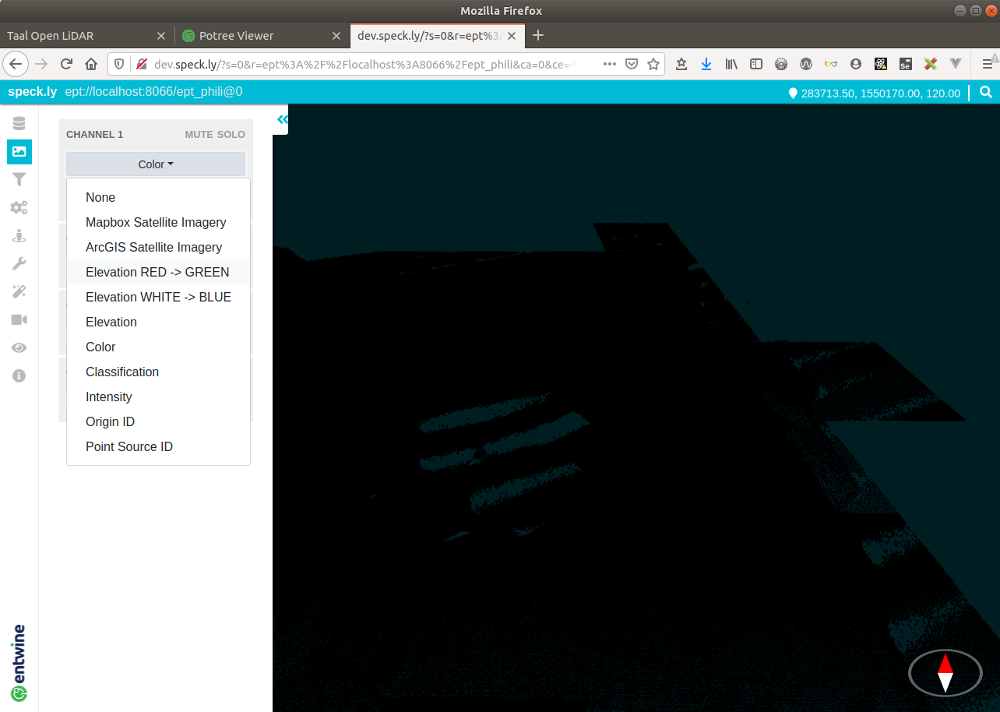 Mozilla Firefox
Taal Open LiDAR
Potree Viewer
dev.speck.ly/?s=0&r=ept%3A
dev.speck.ly/?s=0&r=ept%3A%2F%2Flocalhost%3A8066%2Fept_phili&ca=0&ce=
speck.ly ept://localhost:8066/ept_phili@0
283713.50, 1550170.00, 120.00
CHANNEL 1 MUTE SOLO
Color
None
Mapbox Satellite Imagery
ArcGIS Satellite Imagery
Elevation RED -> GREEN
Elevation WHITE -> BLUE
Elevation
Color
Classification
Intensity
Origin ID
Point Source ID
entwine